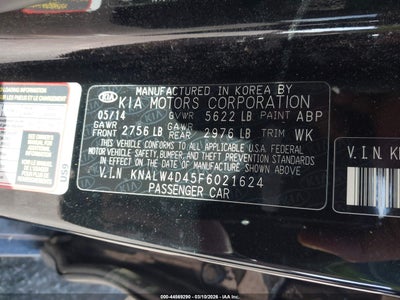 MANUFACTURED IN KOREA BY
KIA MOTORS CORPORATION
05/14 GVWR 5622 LB PAINT ABP
GAWR GAWR
FRONT 2756 LB REAR 2976 LB TRIM WK
THIS VEHICLE CONFORMS TO ALL APPLICABLE U.S.A FEDERAL
MOTOR VEHICLE SAFETY, BUMPER, AND THEFT PREVENTION
STANDARDS IN EFFECT ON THE DATE OF MANUFACTURE SHOWN ABOVE.
V.I.N KNALW4D45F6021624
PASSENGER CAR
V.I.N. KN
000-44569290 - 03/10/2026 - IAA